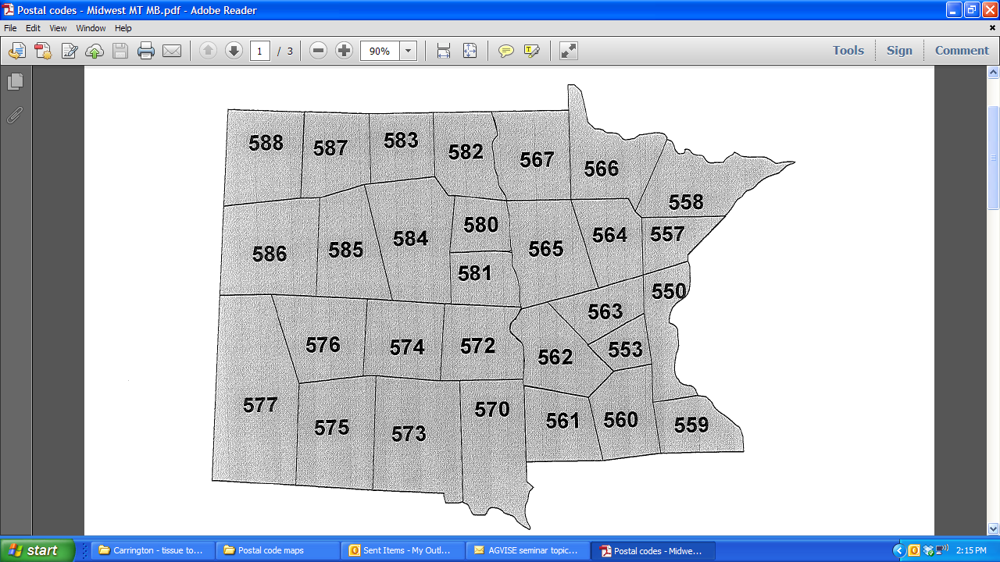 Postal codes - Midwest MT MB.pdf - Adobe Reader
File Edit View Window Help
1 / 3 90% Tools Sign Comment
588 587 583 582 567 566 558
586 585 584 580 581 565 564 557
550
577 576 574 572 562 563 553
575 573 570 561 560 559
start Carrington - tissue to... Postal code maps Sent Items - My Outl... AGVISE seminar topic... Postal codes - Midwe... 2:15 PM